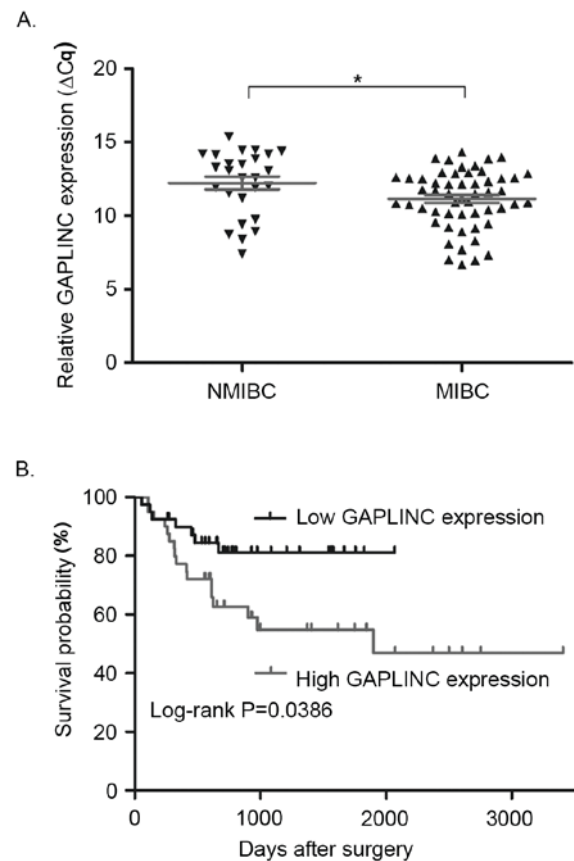 A.
Relative GAPLINC expression (ΔCq)
20
15
10
5
0
*
NMIBC
MIBC
B.
Survival probability (%)
100
80
60
40
20
0
Low GAPLINC expression
High GAPLINC expression
Log-rank P=0.0386
0
1000
2000
3000
Days after surgery